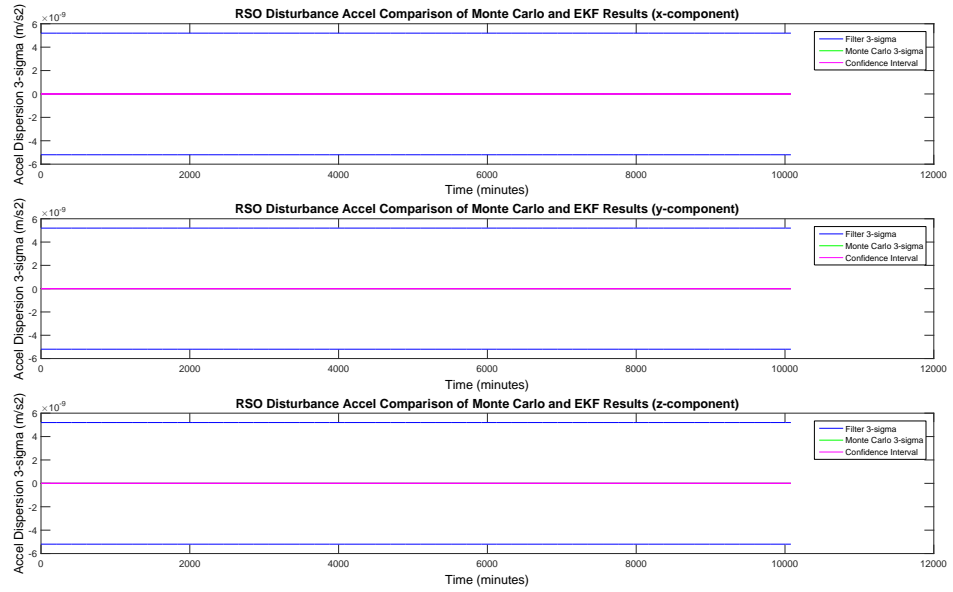 RSO Disturbance Accel Comparison of Monte Carlo and EKF Results (x-component)
×10^-9
Accel Dispersion 3-sigma (m/s2)
6
4
2
0
-2
-4
-6
Filter 3-sigma
Monte Carlo 3-sigma
Confidence Interval
0 2000 4000 6000 8000 10000 12000
Time (minutes)
RSO Disturbance Accel Comparison of Monte Carlo and EKF Results (y-component)
×10^-9
Accel Dispersion 3-sigma (m/s2)
6
4
2
0
-2
-4
-6
Filter 3-sigma
Monte Carlo 3-sigma
Confidence Interval
0 2000 4000 6000 8000 10000 12000
Time (minutes)
RSO Disturbance Accel Comparison of Monte Carlo and EKF Results (z-component)
×10^-9
Accel Dispersion 3-sigma (m/s2)
6
4
2
0
-2
-4
-6
Filter 3-sigma
Monte Carlo 3-sigma
Confidence Interval
0 2000 4000 6000 8000 10000 12000
Time (minutes)